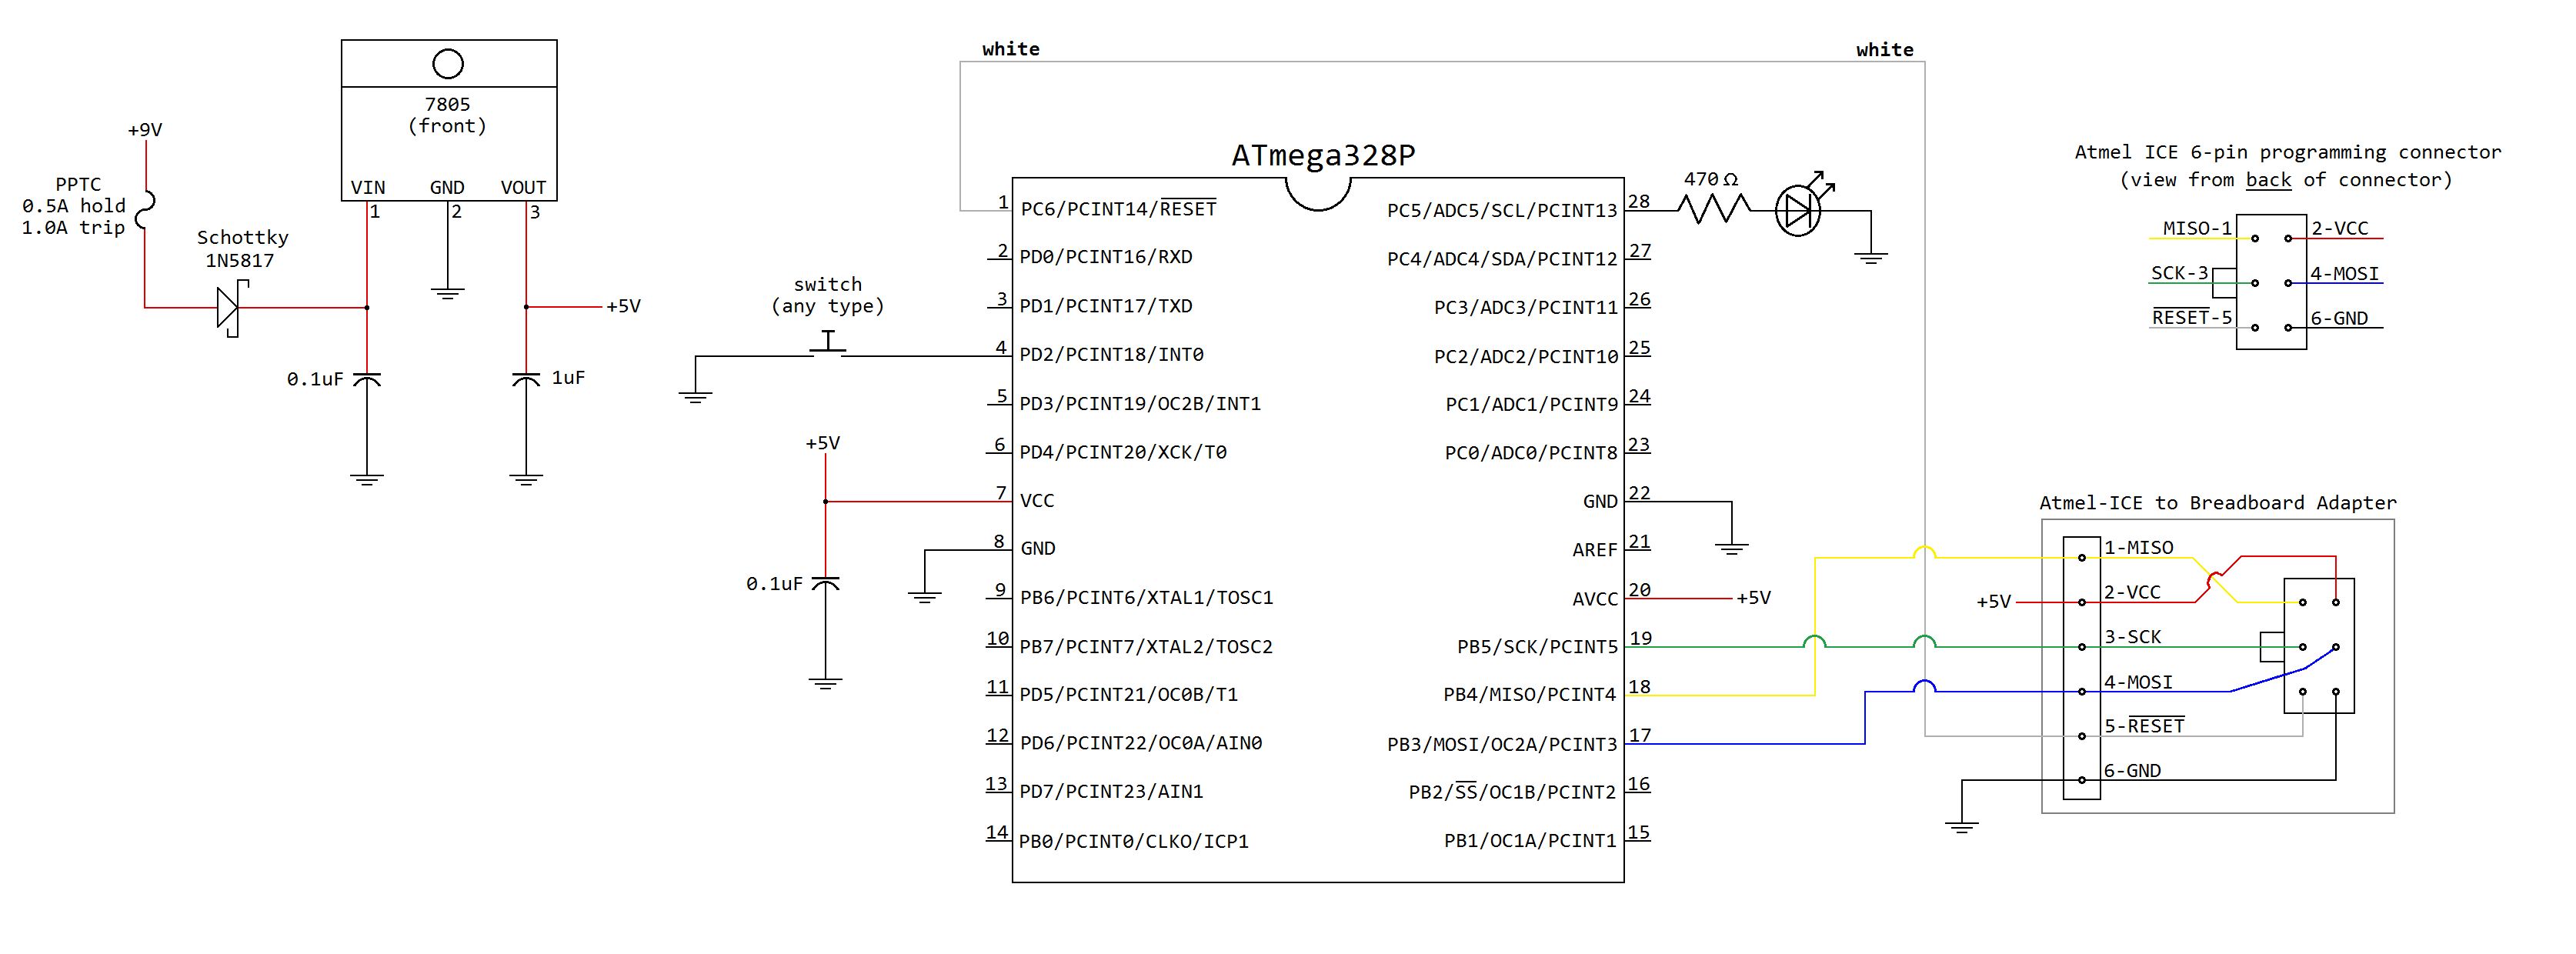 white
white
+9V
PPTC
0.5A hold
1.0A trip
Schottky
1N5817
7805
(front)
VIN
GND
VOUT
1
2
3
+5V
0.1uF
1uF
switch
(any type)
+5V
0.1uF
ATmega328P
1 PC6/PCINT14/RESET
2 PD0/PCINT16/RXD
3 PD1/PCINT17/TXD
4 PD2/PCINT18/INT0
5 PD3/PCINT19/OC2B/INT1
6 PD4/PCINT20/XCK/T0
7 VCC
8 GND
9 PB6/PCINT6/XTAL1/TOSC1
10 PB7/PCINT7/XTAL2/TOSC2
11 PD5/PCINT21/OC0B/T1
12 PD6/PCINT22/OC0A/AIN0
13 PD7/PCINT23/AIN1
14 PB0/PCINT0/CLKO/ICP1
PC5/ADC5/SCL/PCINT13 28
PC4/ADC4/SDA/PCINT12 27
PC3/ADC3/PCINT11 26
PC2/ADC2/PCINT10 25
PC1/ADC1/PCINT9 24
PC0/ADC0/PCINT8 23
GND 22
AREF 21
AVCC 20
PB5/SCK/PCINT5 19
PB4/MISO/PCINT4 18
PB3/MOSI/OC2A/PCINT3 17
PB2/SS/OC1B/PCINT2 16
PB1/OC1A/PCINT1 15
470 Ω
+5V
Atmel ICE 6-pin programming connector
(view from back of connector)
MISO-1
2-VCC
SCK-3
4-MOSI
RESET-5
6-GND
Atmel-ICE to Breadboard Adapter
1-MISO
+5V
2-VCC
3-SCK
4-MOSI
5-RESET
6-GND